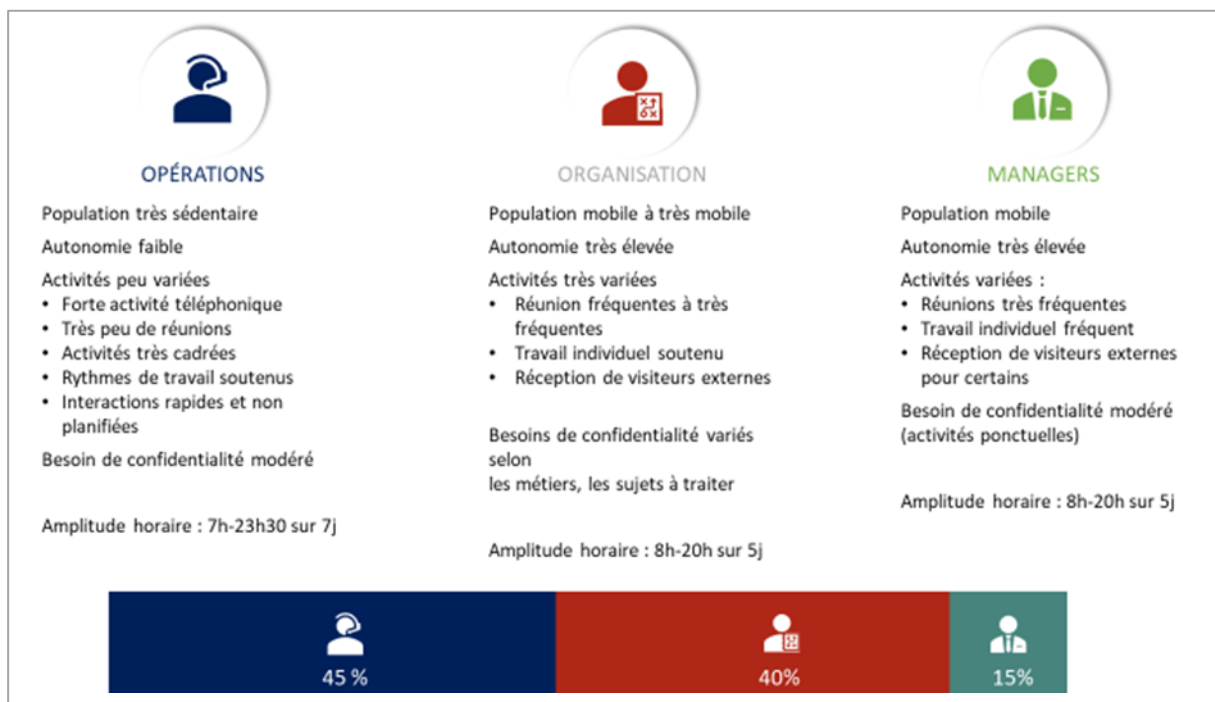 OPÉRATIONS
Population très sédentaire
Autonomie faible
Activités peu variées
• Forte activité téléphonique
• Très peu de réunions
• Activités très cadrées
• Rythmes de travail soutenus
• Interactions rapides et non
planifiées
Besoin de confidentialité modéré
Amplitude horaire : 7h-23h30 sur 7j
ORGANISATION
Population mobile à très mobile
Autonomie très élevée
Activités très variées
• Réunion fréquentes à très
fréquentes
• Travail individuel soutenu
• Réception de visiteurs externes
Besoins de confidentialité variés
selon
les métiers, les sujets à traiter
Amplitude horaire : 8h-20h sur 5j
MANAGERS
Population mobile
Autonomie très élevée
Activités variées :
• Réunions très fréquentes
• Travail individuel fréquent
• Réception de visiteurs externes
pour certains
Besoin de confidentialité modéré
(activités ponctuelles)
Amplitude horaire : 8h-20h sur 5j
45 %
40%
15%